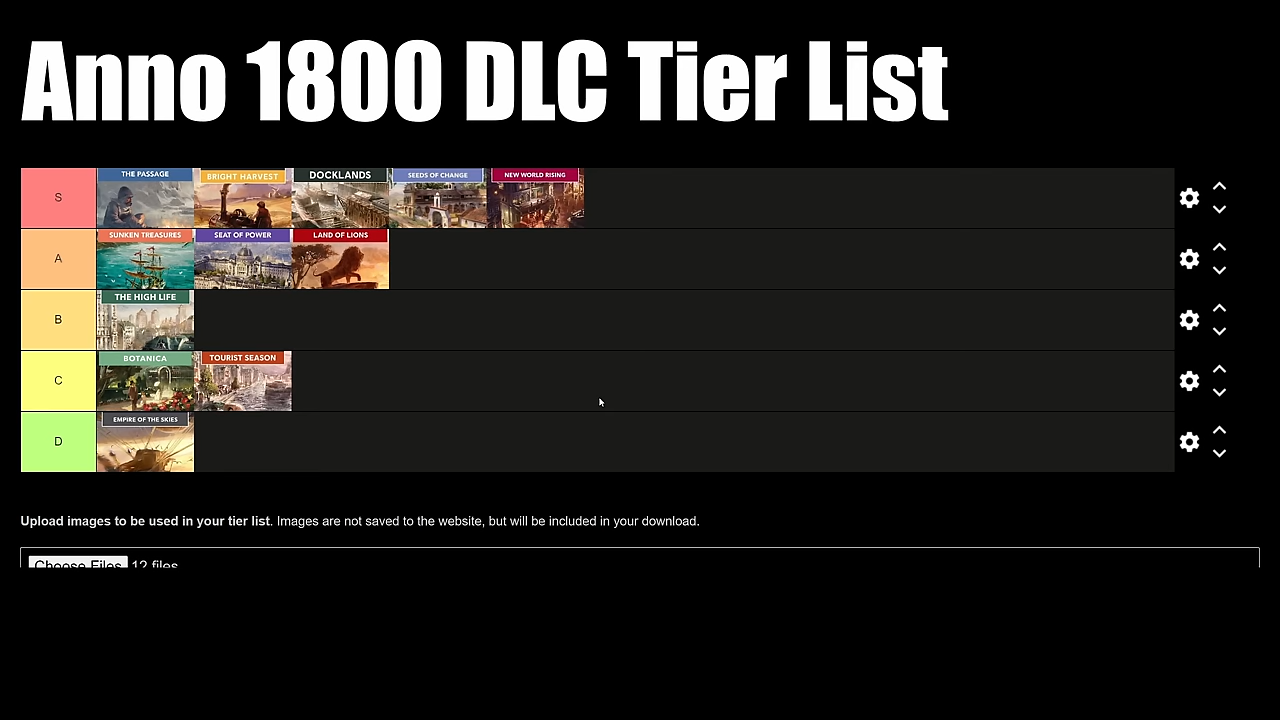 Anno 1800 DLC Tier List
S
THE PASSAGE
BRIGHT HARVEST
DOCKLANDS
SEEDS OF CHANGE
NEW WORLD RISING
A
SUNKEN TREASURES
SEAT OF POWER
LAND OF LIONS
B
THE HIGH LIFE
C
BOTANICA
TOURIST SEASON
D
EMPIRE OF THE SKIES
Upload images to be used in your tier list. Images are not saved to the website, but will be included in your download.
Choose Files 12 files